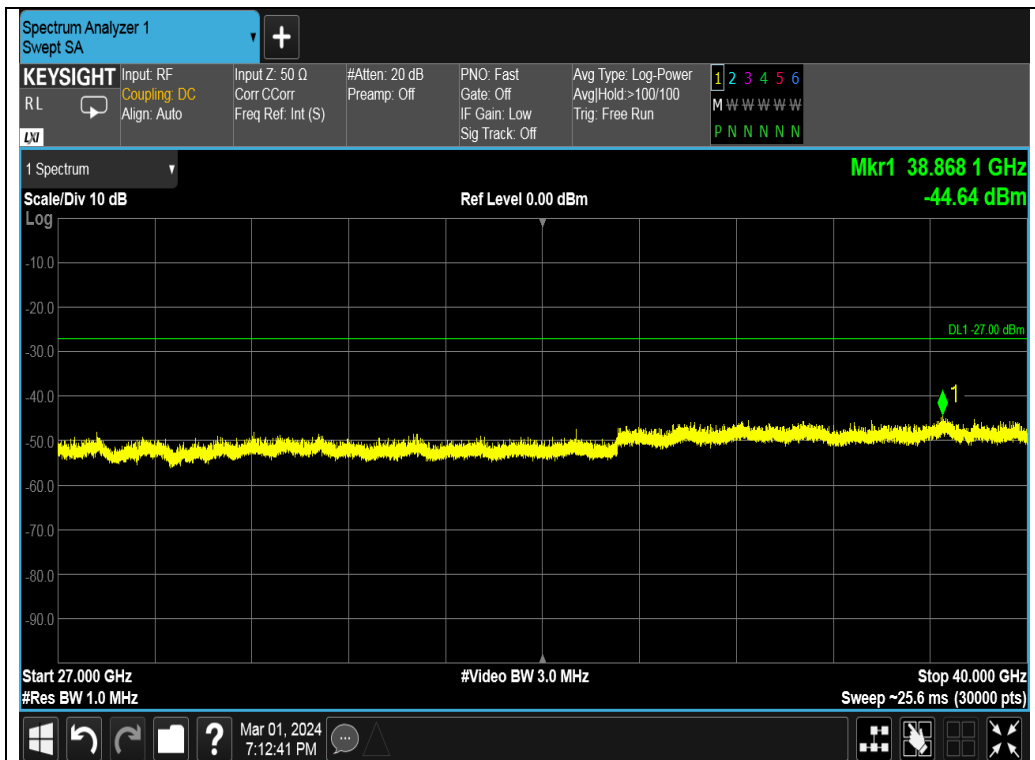 Spectrum Analyzer 1
Swept SA
+
KEYSIGHT Input: RF Input Z: 50 Ω #Atten: 20 dB PNO: Fast Avg Type: Log-Power 1 2 3 4 5 6
RL Coupling: DC Corr CCorr Preamp: Off Gate: Off Avg|Hold:>100/100 M W W W W W
Align: Auto Freq Ref: Int (S) IF Gain: Low Trig: Free Run
LXI Sig Track: Off P N N N N N
1 Spectrum Mkr1 38.868 1 GHz
Scale/Div 10 dB Ref Level 0.00 dBm -44.64 dBm
Log
-10.0
-20.0
DL1 -27.00 dBm
-30.0
-40.0
1
-50.0
-60.0
-70.0
-80.0
-90.0
Start 27.000 GHz #Video BW 3.0 MHz Stop 40.000 GHz
#Res BW 1.0 MHz Sweep ~25.6 ms (30000 pts)
? Mar 01, 2024
7:12:41 PM